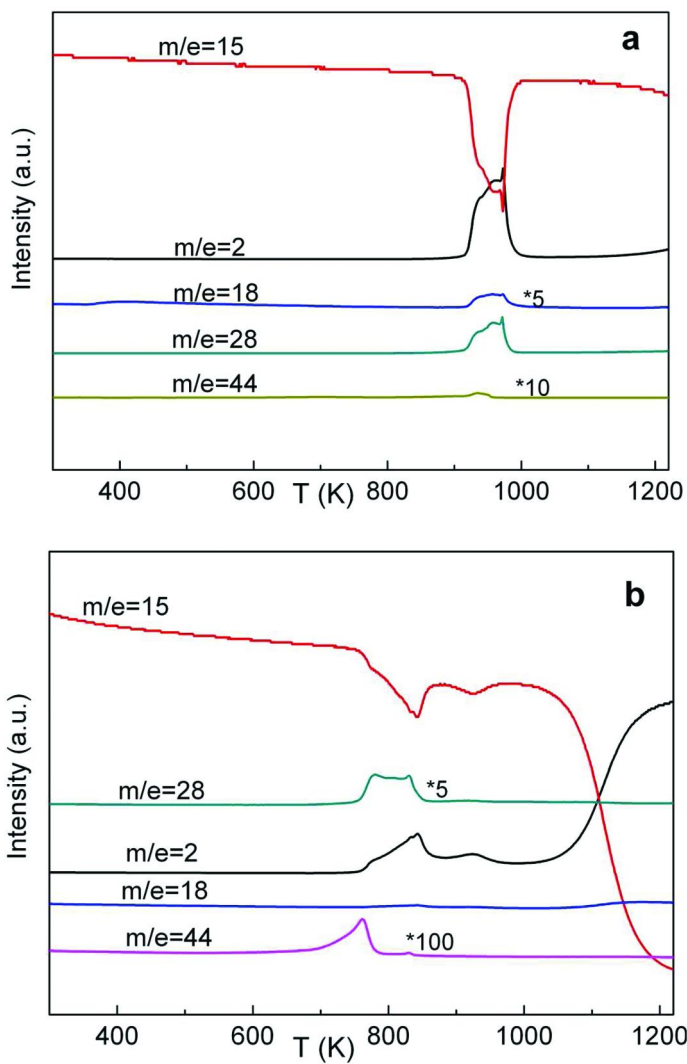 a
m/e=15
m/e=2
m/e=18
*5
m/e=28
m/e=44
*10
Intensity (a.u.)
400 600 800 1000 1200
T (K)
b
m/e=15
m/e=28
*5
m/e=2
m/e=18
m/e=44
*100
Intensity (a.u.)
400 600 800 1000 1200
T (K)